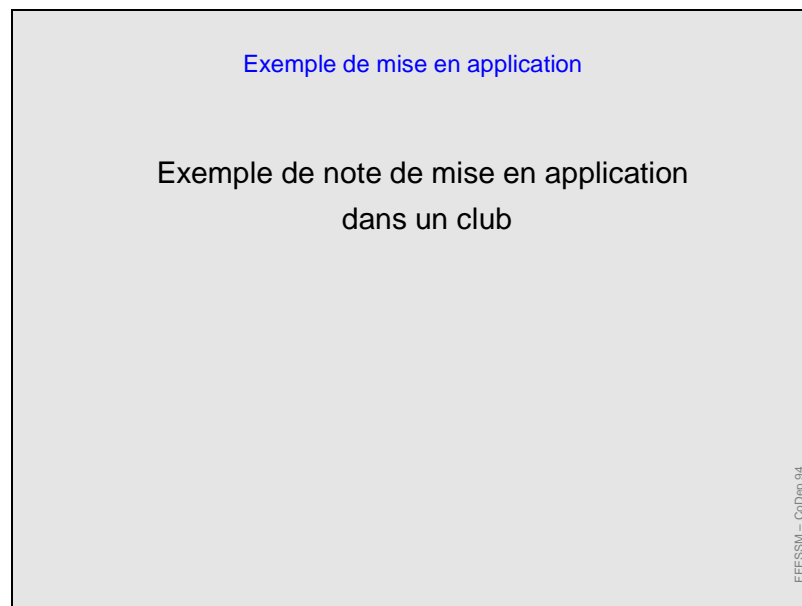 Exemple de mise en application
Exemple de note de mise en application
dans un club
FFESSM – CoDep 94